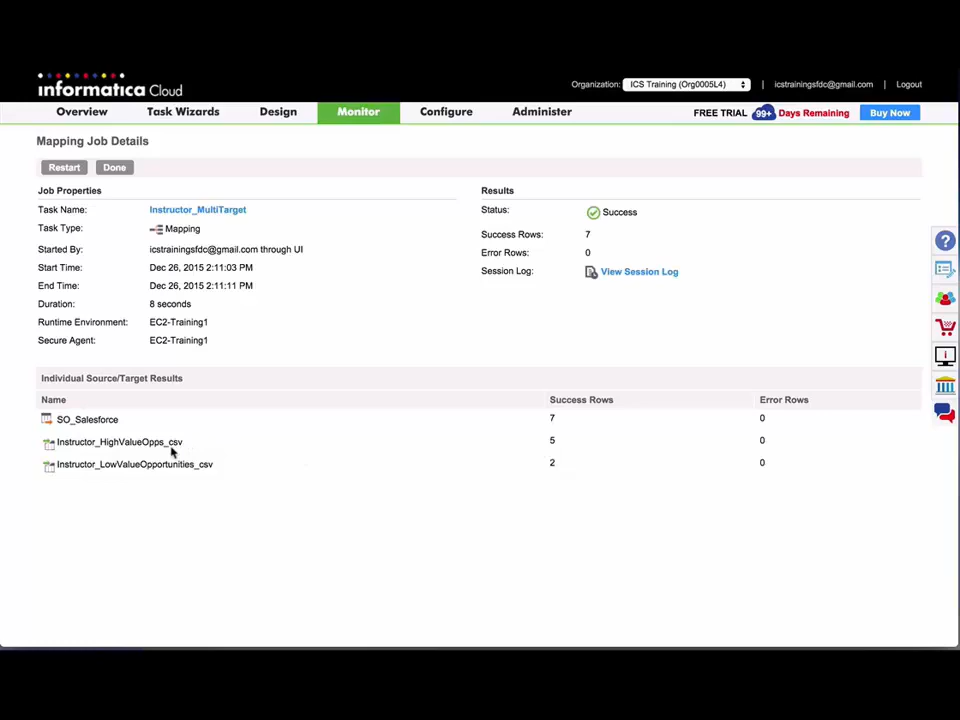 informatica Cloud
Organization: ICS Training (Org0005L4) | icstrainingsfdc@gmail.com | Logout
Overview Task Wizards Design Monitor Configure Administer FREE TRIAL 99+ Days Remaining Buy Now
Mapping Job Details
Restart Done
Job Properties
Task Name: Instructor_MultiTarget
Task Type: Mapping
Started By: icstrainingsfdc@gmail.com through UI
Start Time: Dec 26, 2015 2:11:03 PM
End Time: Dec 26, 2015 2:11:11 PM
Duration: 8 seconds
Runtime Environment: EC2-Training1
Secure Agent: EC2-Training1
Results
Status: Success
Success Rows: 7
Error Rows: 0
Session Log: View Session Log
Individual Source/Target Results
Name Success Rows Error Rows
SO_Salesforce 7 0
Instructor_HighValueOpps_csv 5 0
Instructor_LowValueOpportunities_csv 2 0